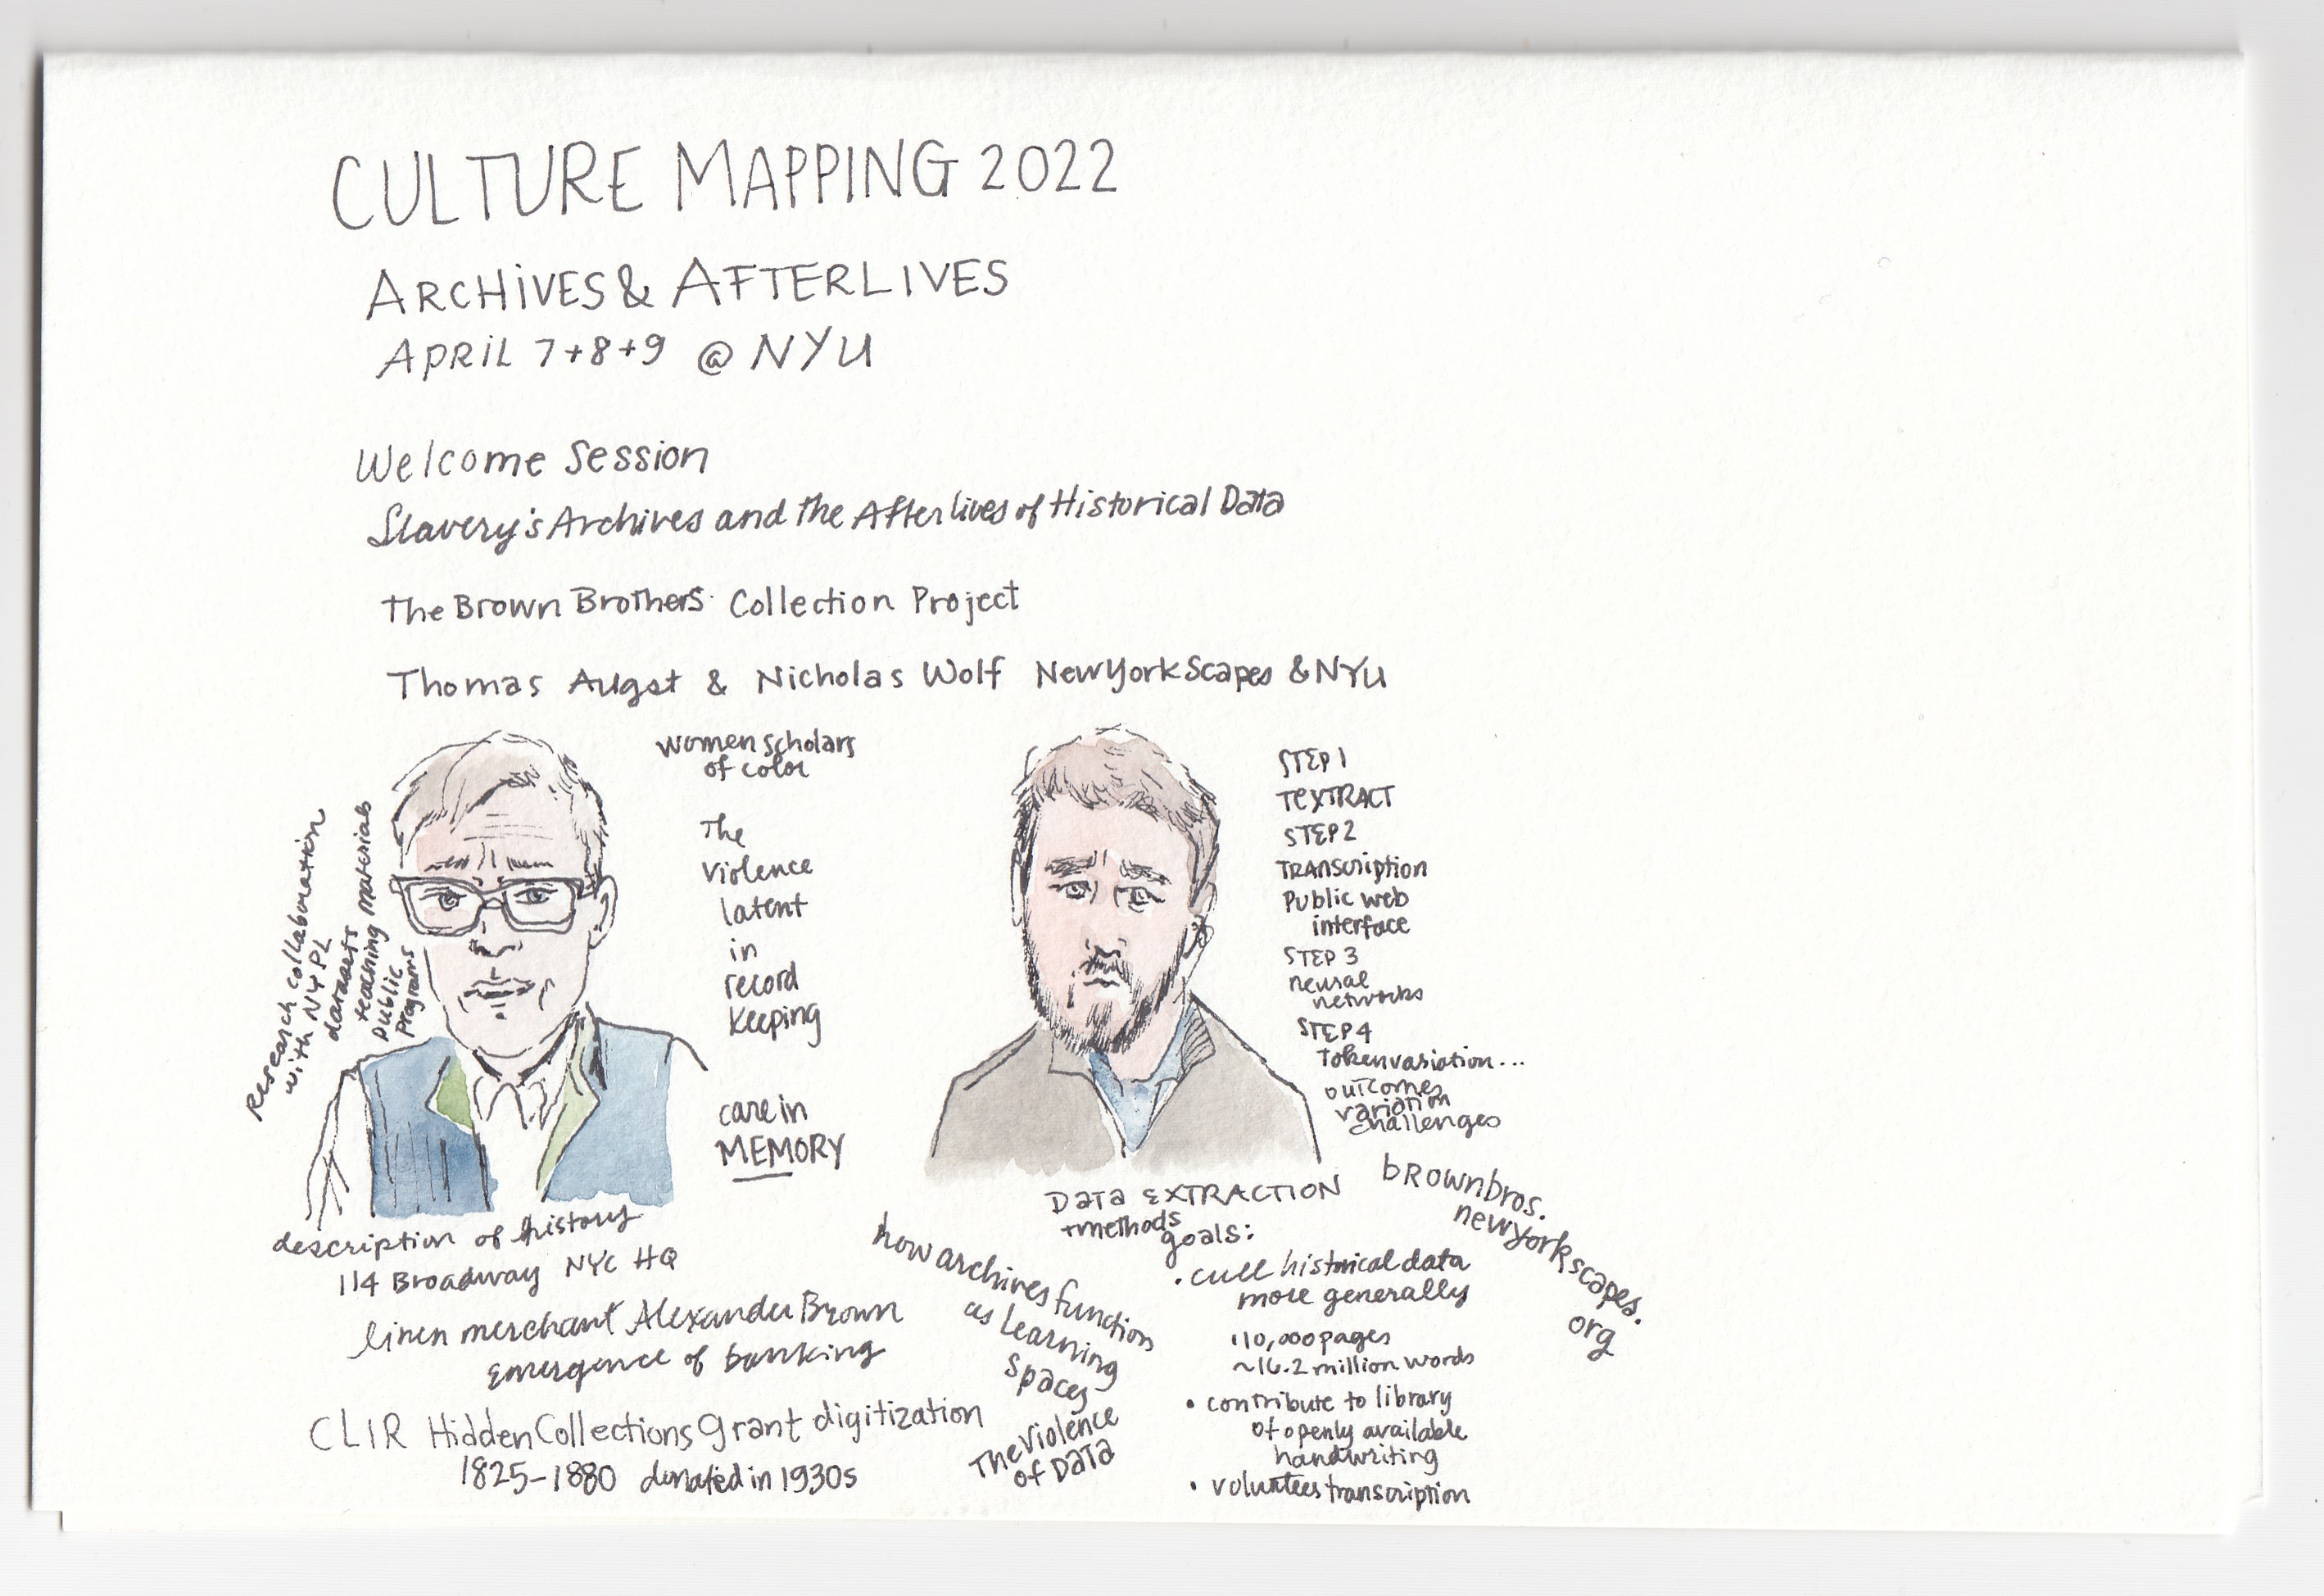 CULTURE MAPPING 2022
ARCHIVES & AFTERLIVES
APRIL 7+8+9 @ NYU
Welcome Session
Slavery's Archives and the Afterlives of Historical Data
The Brown Brothers Collection Project
Thomas Augst & Nicholas Wolf NewYorkScapes & NYU
Research collaboration
with NYPL
datasets
teaching materials
Public
Programs
women scholars
of color
The
violence
latent
in
record
keeping
care in
MEMORY
description of history
114 Broadway NYC HQ
linen merchant Alexander Brown
emergence of banking
CLIR Hidden Collections grant digitization
1825-1880 donated in 1930s
STEP 1
TEXTRACT
STEP 2
TRANScription
Public web
interface
STEP 3
neural
networks
STEP 4
Token variation...
outcomes
variation
challenges
how archives function
as learning
spaces
The violence
of DATA
DATA EXTRACTION
+methods
goals:
• cull historical data
more generally
110,000 pages
~16.2 million words
• contribute to library
of openly available
handwriting
• volunteer transcription
brownbros.
newyorkscapes.
org